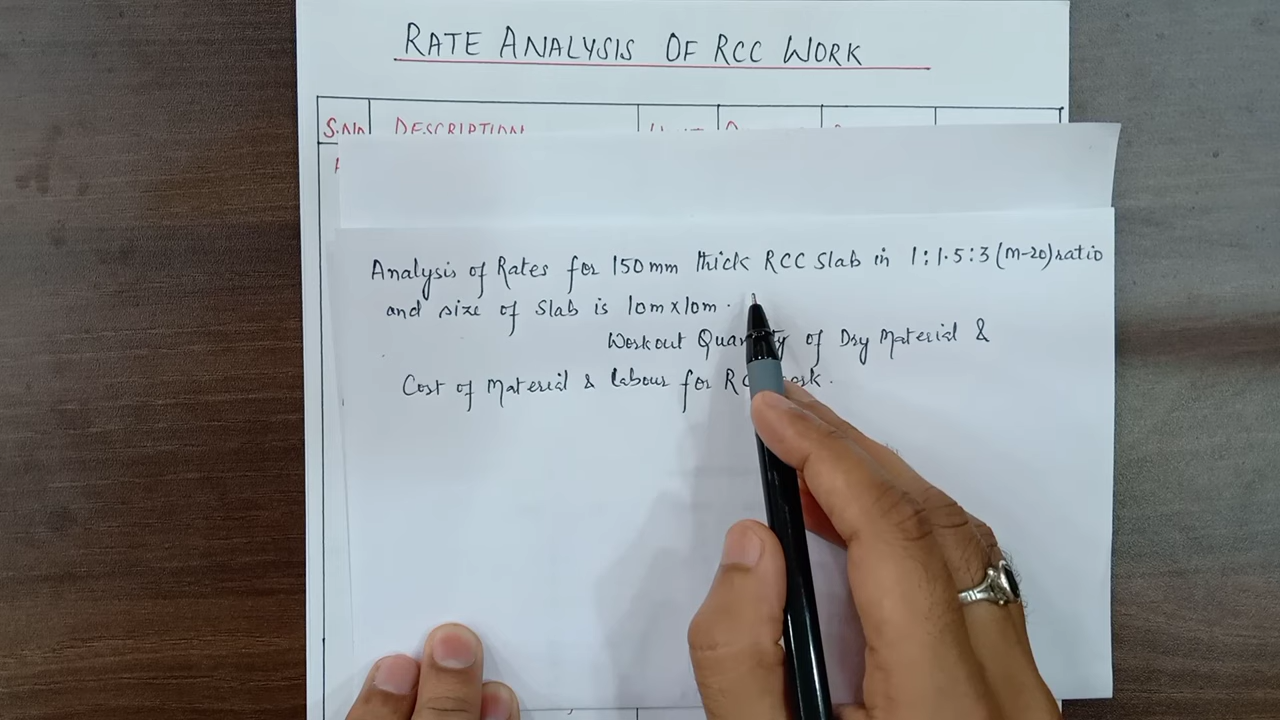 RATE ANALYSIS OF RCC WORK
S.No DESCRIPTION
Analysis of Rates for 150mm thick RCC Slab in 1:1.5:3 (M-20) ratio
and size of Slab is 10m x 10m.
Workout of Dry Material &
Cost of Material & labour for